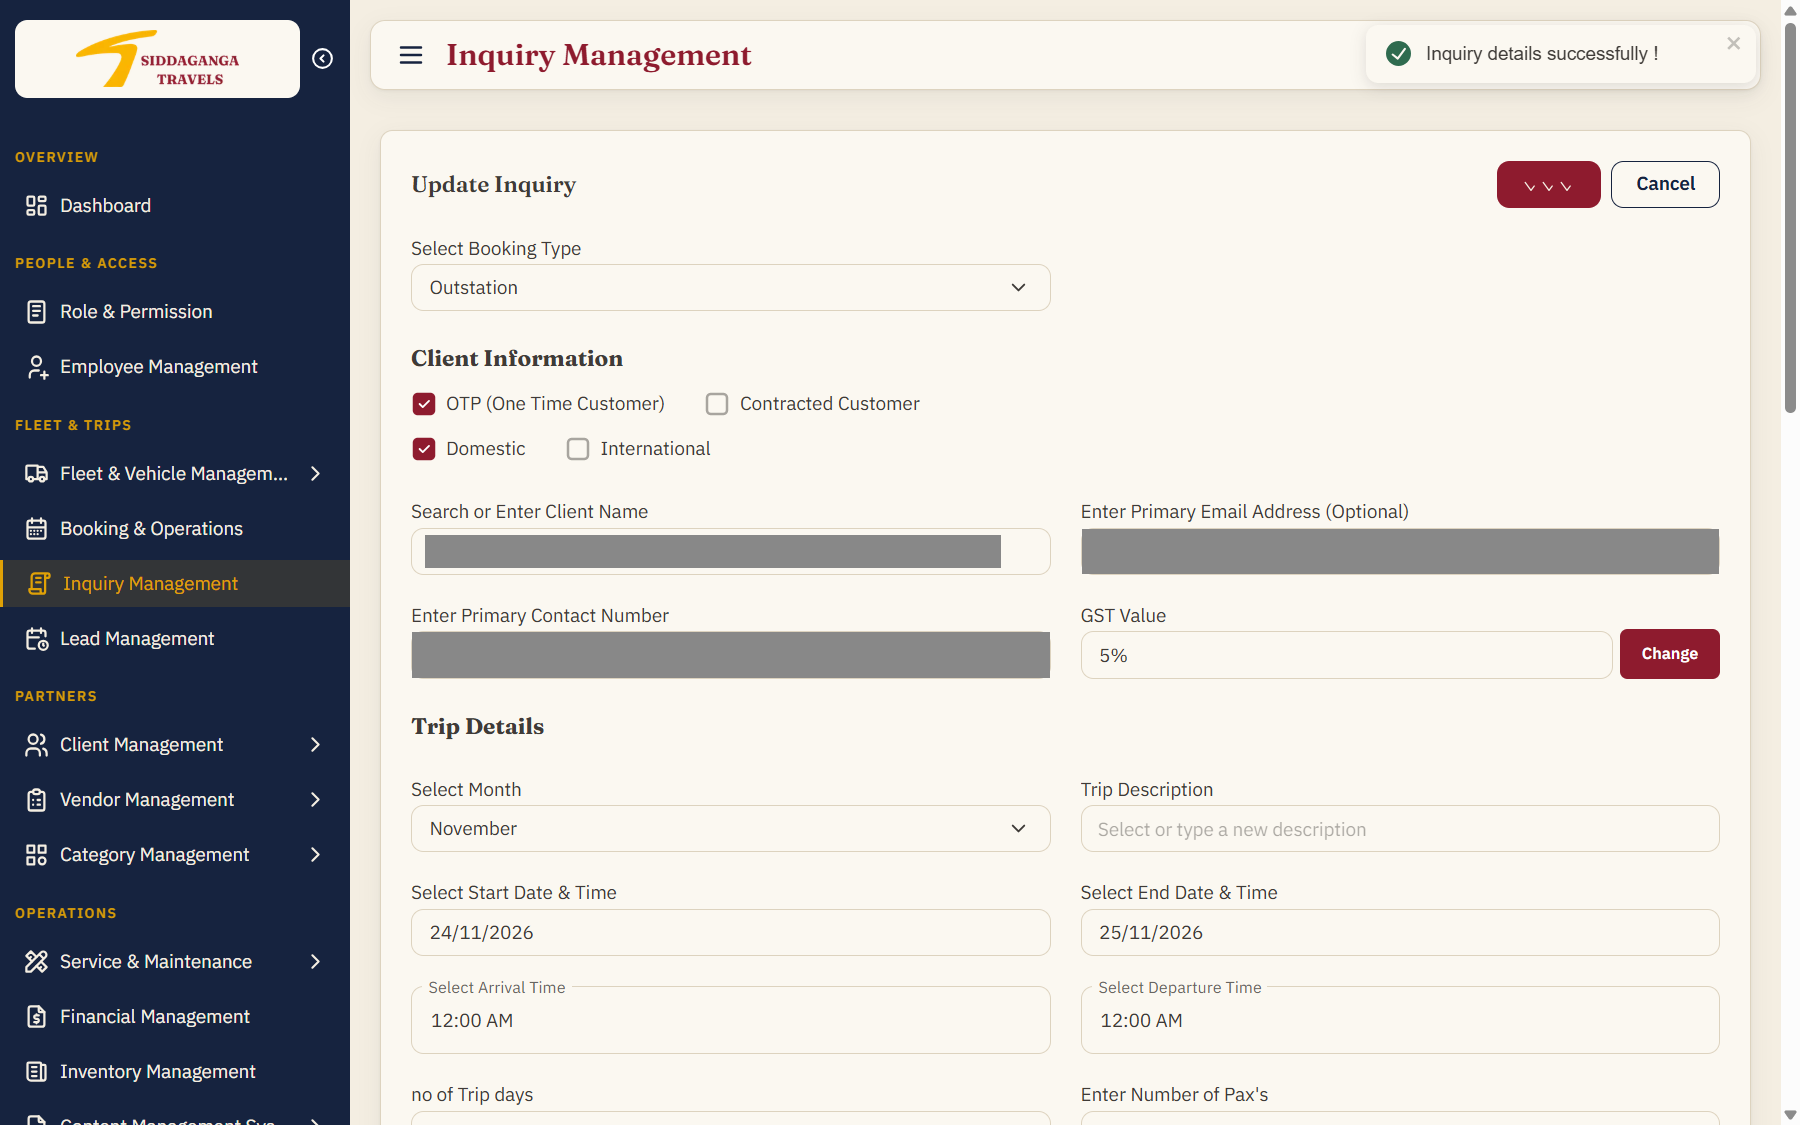 SIDDAGANGA
TRAVELS
OVERVIEW
Dashboard
PEOPLE & ACCESS
Role & Permission
Employee Management
FLEET & TRIPS
Fleet & Vehicle Managem...
Booking & Operations
Inquiry Management
Lead Management
PARTNERS
Client Management
Vendor Management
Category Management
OPERATIONS
Service & Maintenance
Financial Management
Inventory Management
Content Management Sys...
Inquiry Management
Inquiry details successfully !
Update Inquiry
Cancel
Select Booking Type
Outstation
Client Information
OTP (One Time Customer)
Contracted Customer
Domestic
International
Search or Enter Client Name
Enter Primary Email Address (Optional)
Enter Primary Contact Number
GST Value
5%
Change
Trip Details
Select Month
November
Trip Description
Select or type a new description
Select Start Date & Time
24/11/2026
Select End Date & Time
25/11/2026
Select Arrival Time
12:00 AM
Select Departure Time
12:00 AM
no of Trip days
Enter Number of Pax's